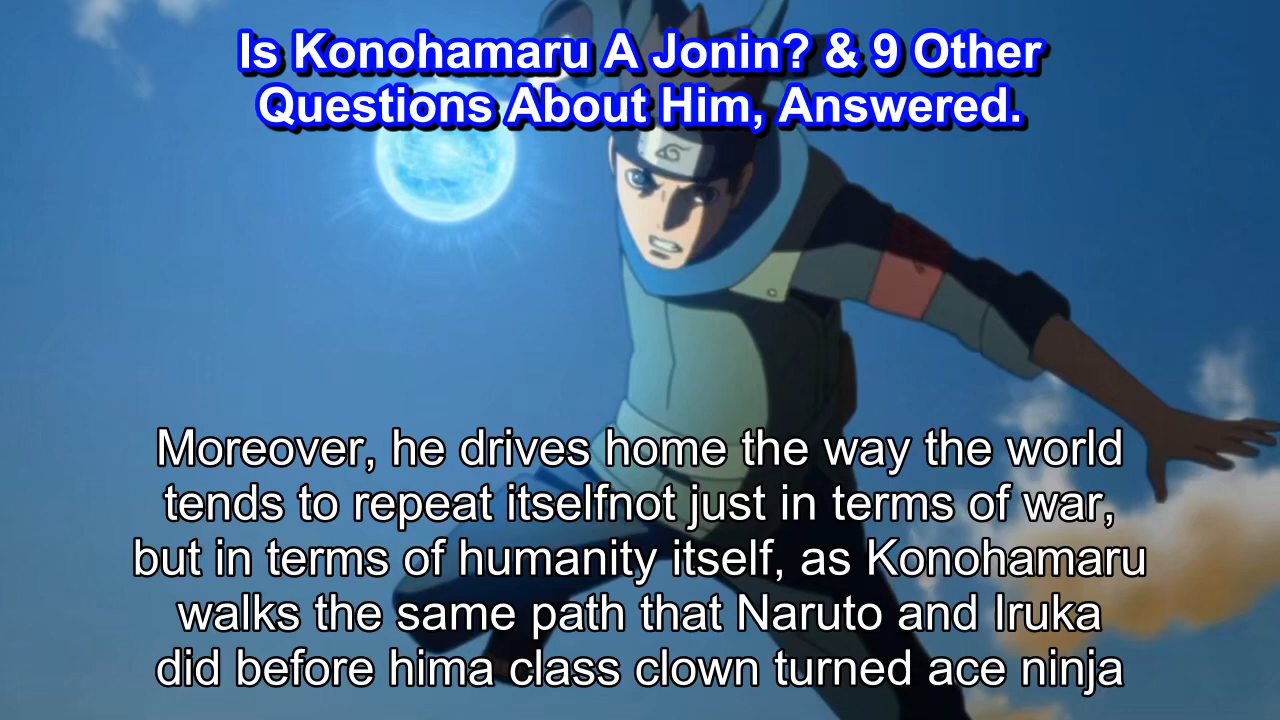 Is Konohamaru A Jonin? & 9 Other
Questions About Him, Answered.
Moreover, he drives home the way the world
tends to repeat itselfnot just in terms of war,
but in terms of humanity itself, as Konohamaru
walks the same path that Naruto and Iruka
did before hima class clown turned ace ninja